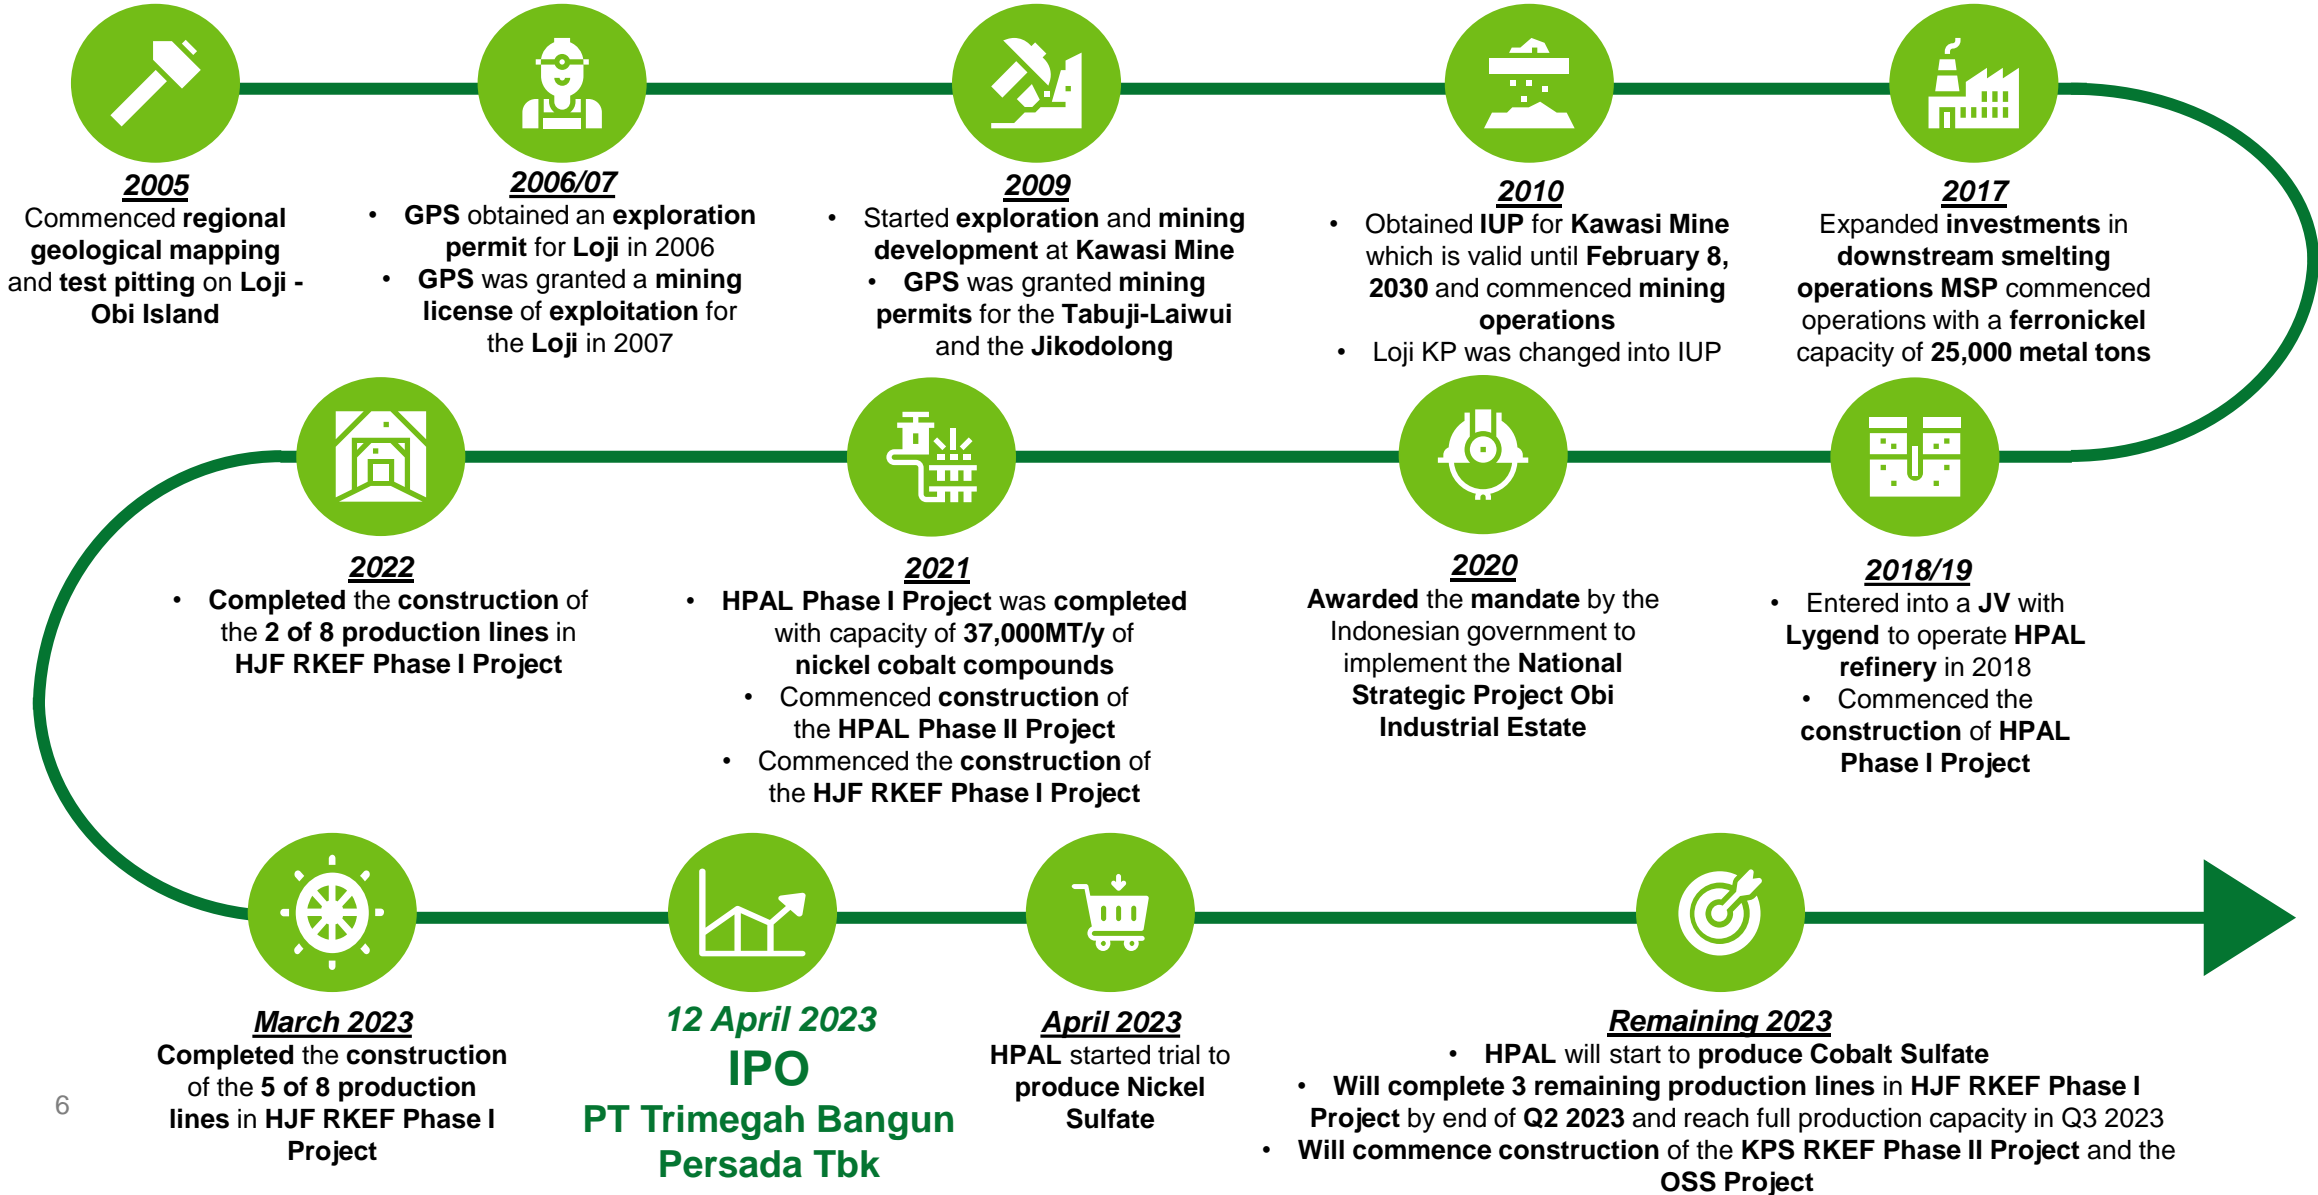 2005
Commenced regional
geological mapping
and test pitting on Loji -
Obi Island
2006/07
• GPS obtained an exploration
permit for Loji in 2006
• GPS was granted a mining
license of exploitation for
the Loji in 2007
2009
• Started exploration and mining
development at Kawasi Mine
• GPS was granted mining
permits for the Tabuji-Laiwui
and the Jikodolong
2010
• Obtained IUP for Kawasi Mine
which is valid until February 8,
2030 and commenced mining
operations
• Loji KP was changed into IUP
2017
Expanded investments in
downstream smelting
operations MSP commenced
operations with a ferronickel
capacity of 25,000 metal tons
2018/19
• Entered into a JV with
Lygend to operate HPAL
refinery in 2018
• Commenced the
construction of HPAL
Phase I Project
2020
Awarded the mandate by the
Indonesian government to
implement the National
Strategic Project Obi
Industrial Estate
2021
• HPAL Phase I Project was completed
with capacity of 37,000MT/y of
nickel cobalt compounds
• Commenced construction of
the HPAL Phase II Project
• Commenced the construction of
the HJF RKEF Phase I Project
2022
• Completed the construction of
the 2 of 8 production lines in
HJF RKEF Phase I Project
March 2023
Completed the construction
of the 5 of 8 production
lines in HJF RKEF Phase I
Project
12 April 2023
IPO
PT Trimegah Bangun
Persada Tbk
April 2023
HPAL started trial to
produce Nickel
Sulfate
Remaining 2023
• HPAL will start to produce Cobalt Sulfate
• Will complete 3 remaining production lines in HJF RKEF Phase I
Project by end of Q2 2023 and reach full production capacity in Q3 2023
• Will commence construction of the KPS RKEF Phase II Project and the
OSS Project
6